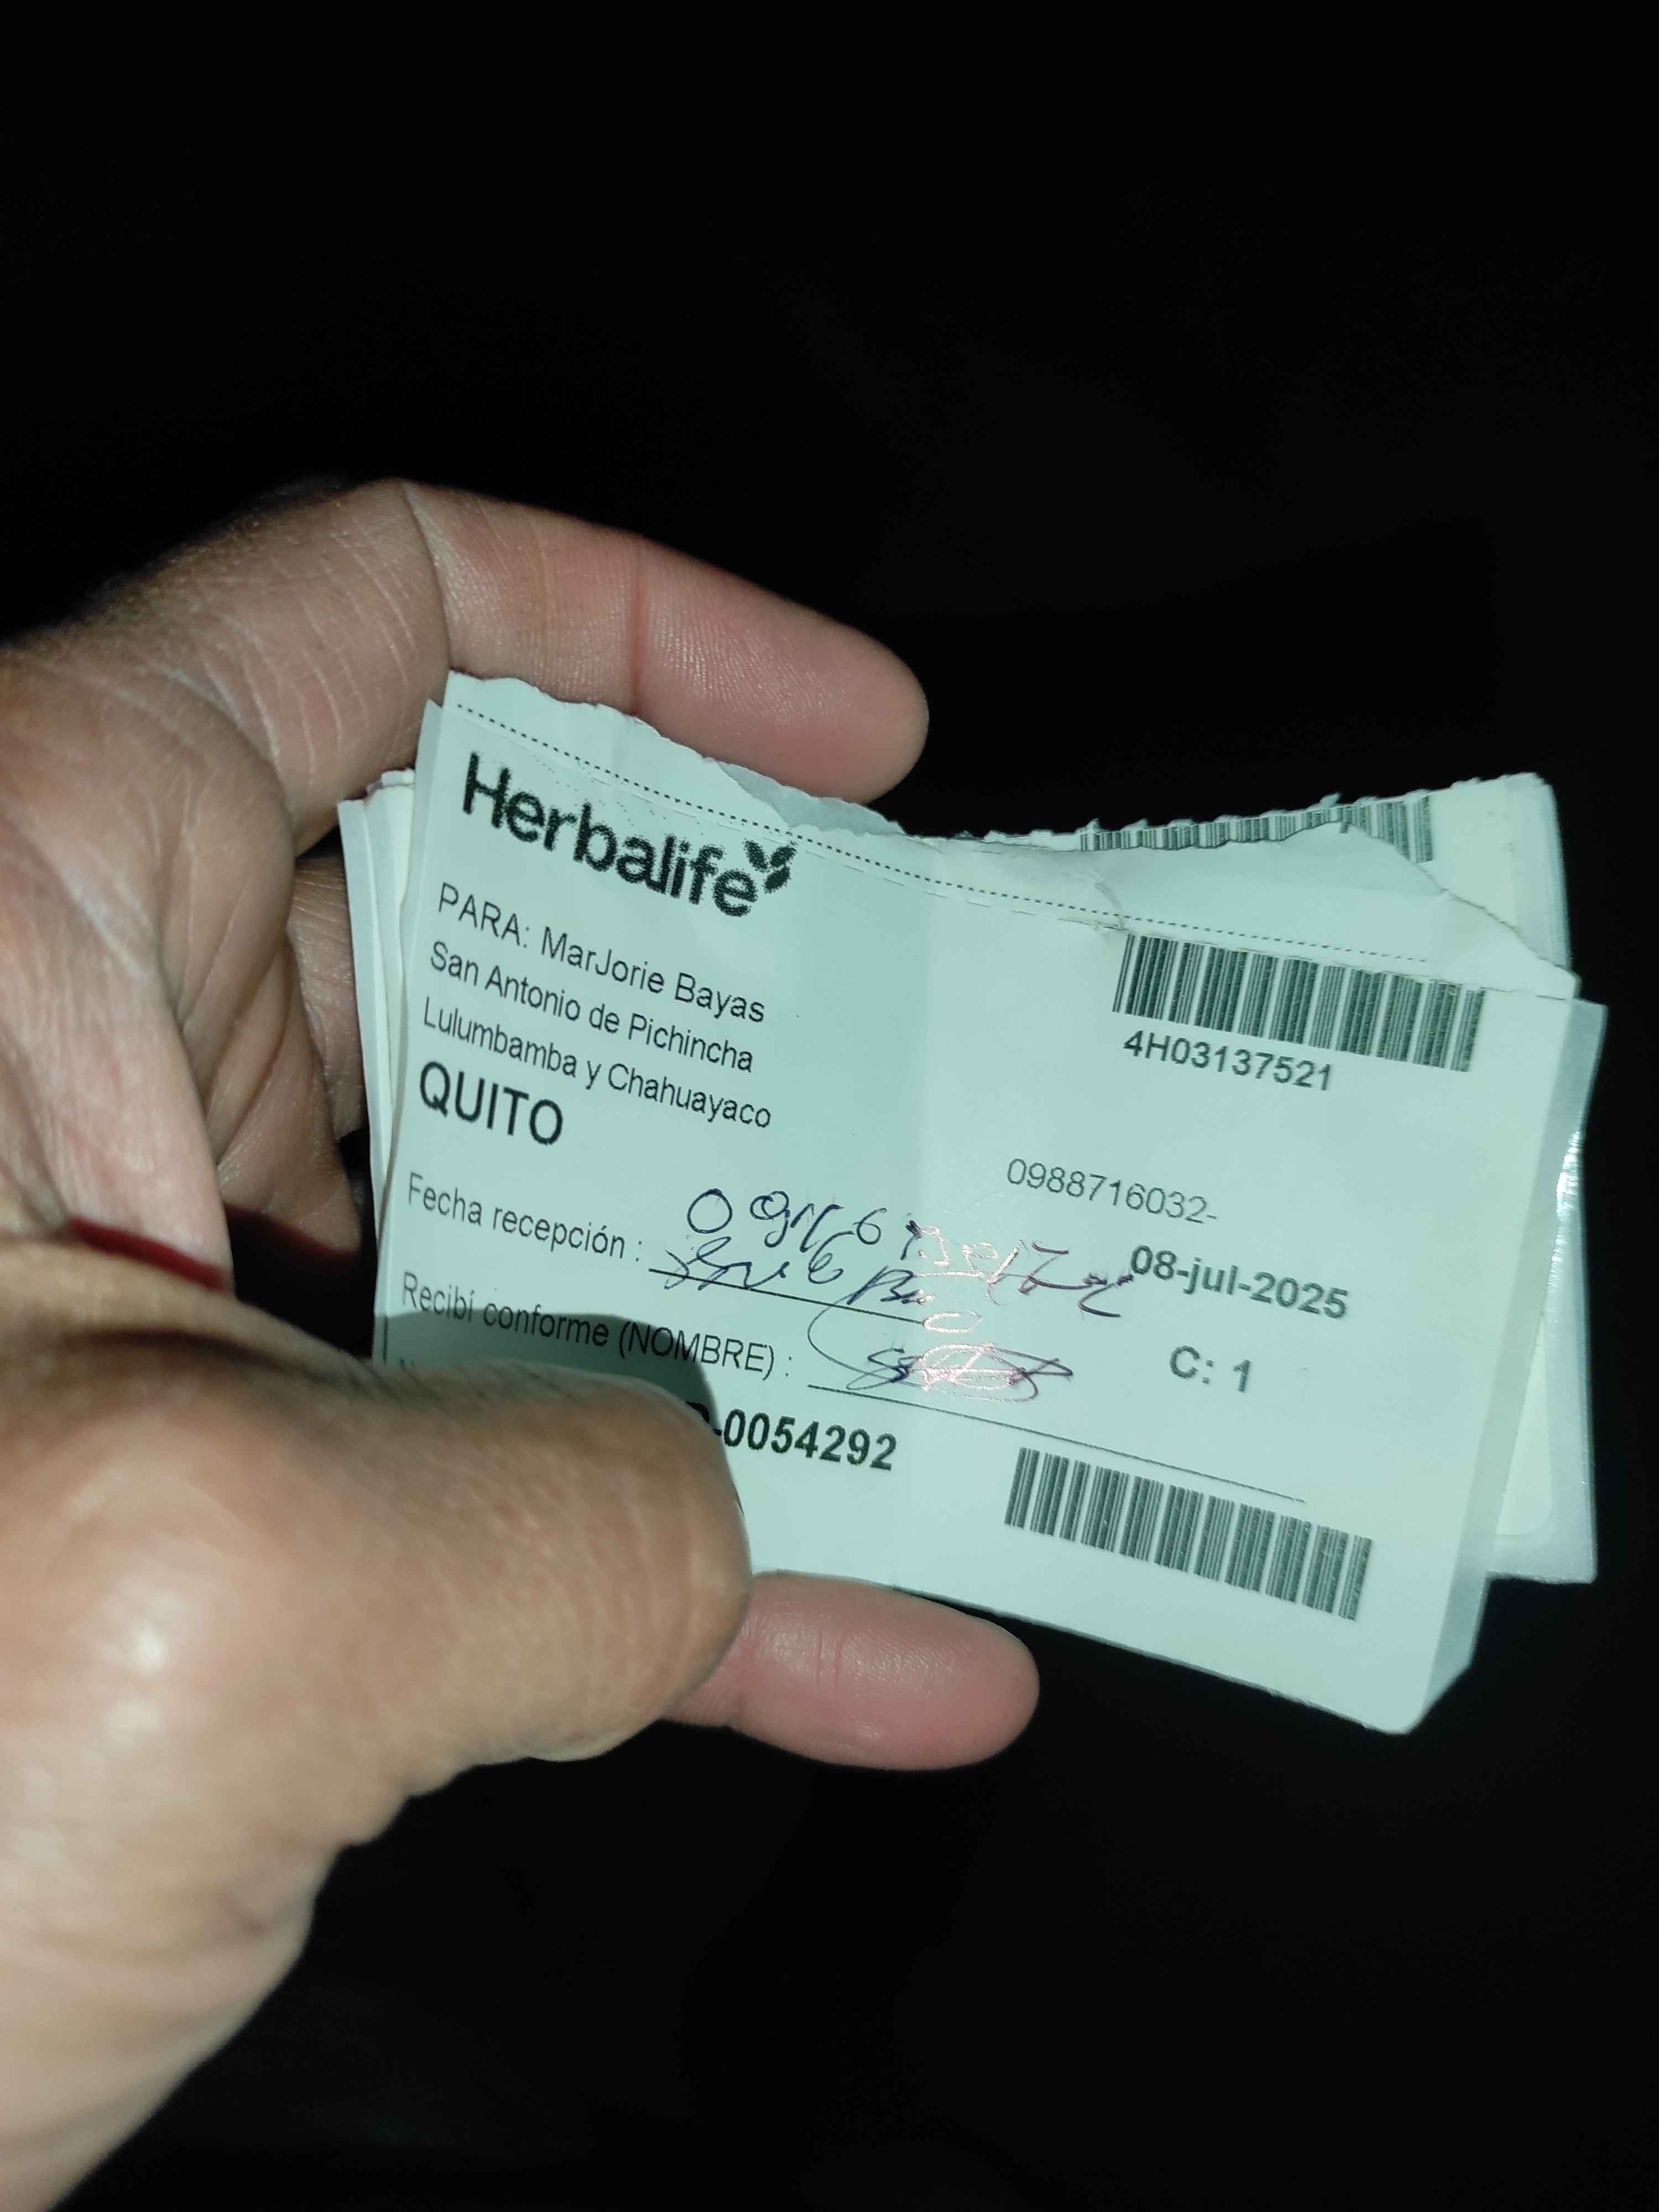 Herbalife
PARA: MarJorie Bayas
San Antonio de Pichincha
Lulumbamba y Chahuayaco
QUITO
4H03137521
0988716032-
Fecha recepción :
08-jul-2025
Recibí conforme (NOMBRE) :
C: 1
-0054292